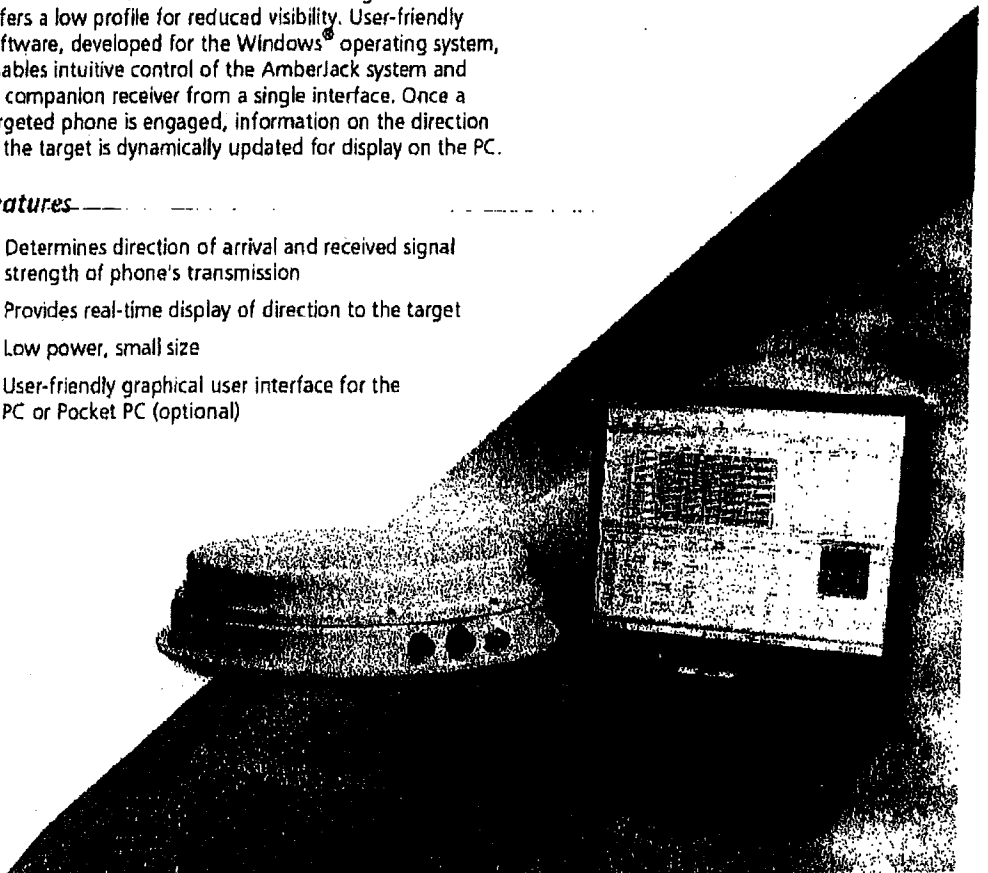 fers a low profile for reduced visibility. User-friendly
ftware, developed for the Windows® operating system,
ables intuitive control of the AmberJack system and
companion receiver from a single interface. Once a
rgeted phone is engaged, information on the direction
the target is dynamically updated for display on the PC.
atures
Determines direction of arrival and received signal
strength of phone's transmission
Provides real-time display of direction to the target
Low power, small size
User-friendly graphical user interface for the
PC or Pocket PC (optional)